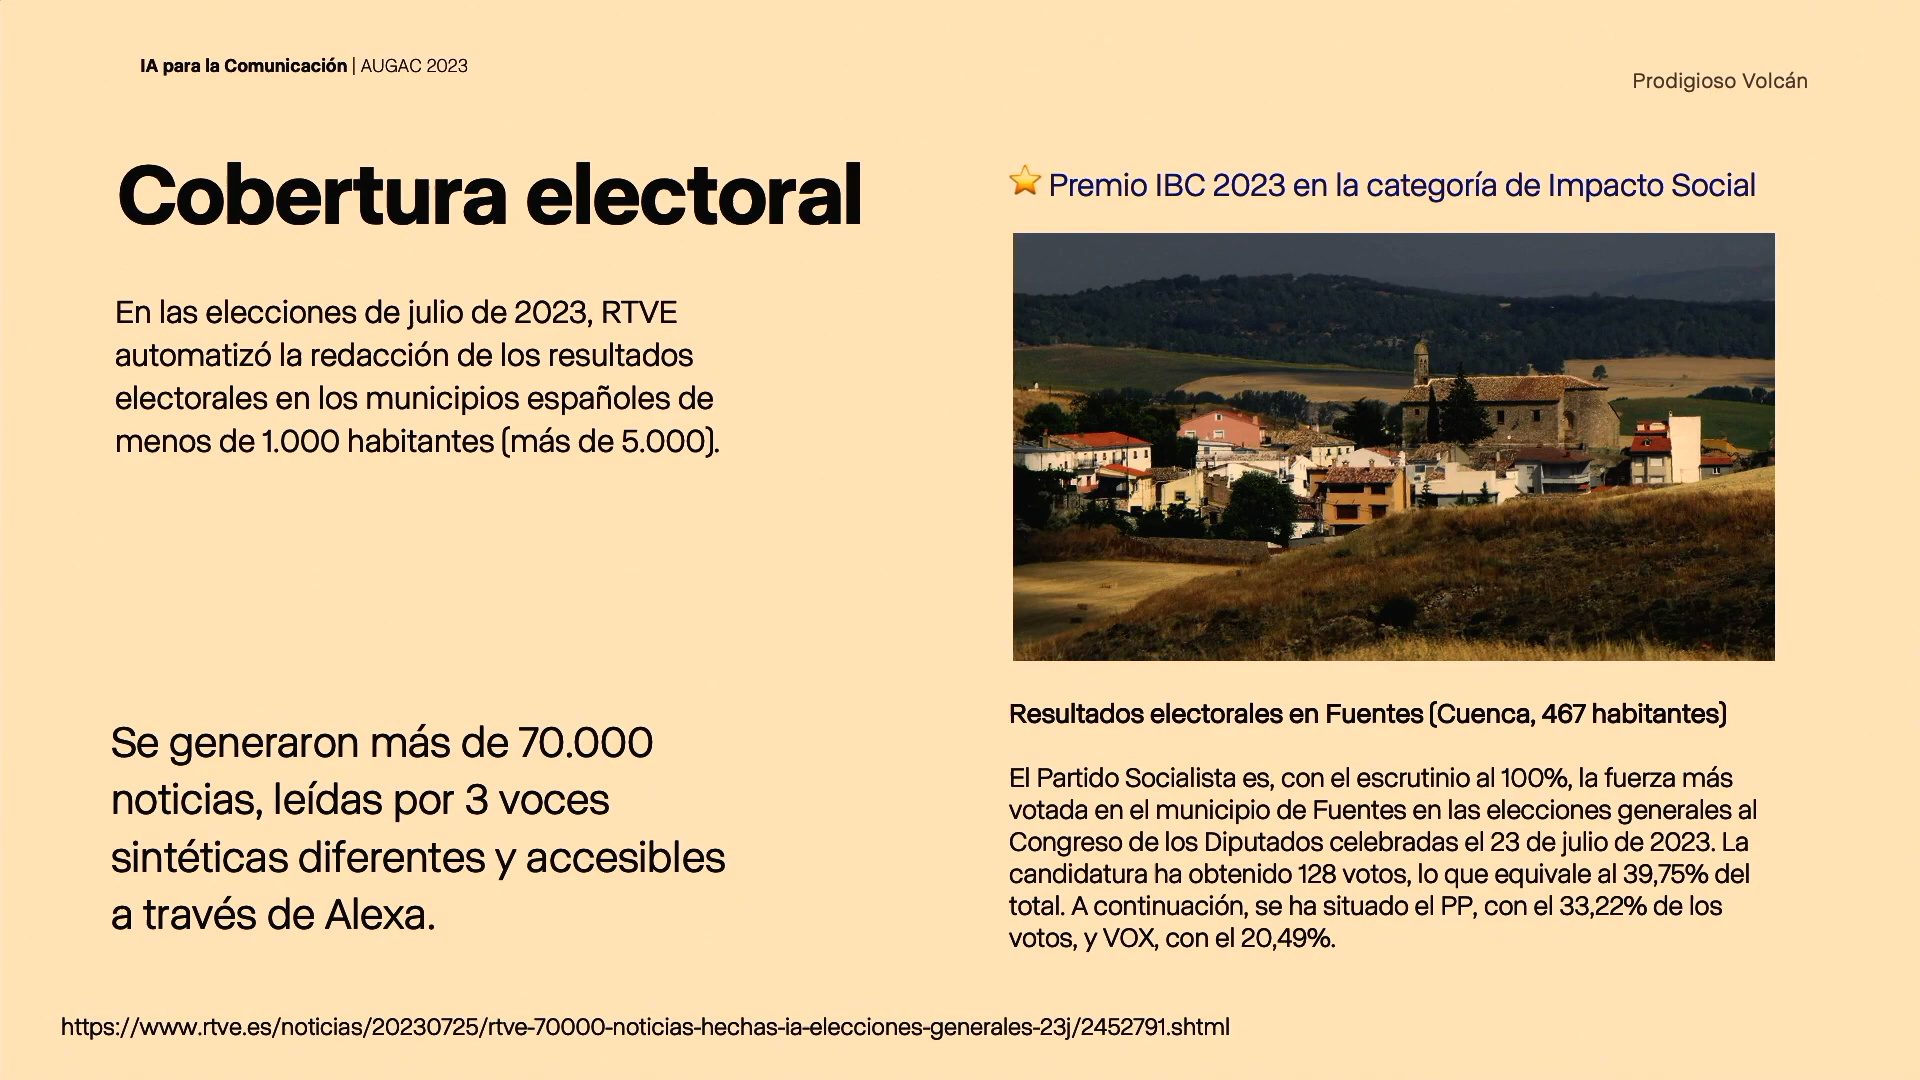 IA para la Comunicación | AUGAC 2023
Prodigioso Volcán
Cobertura electoral
En las elecciones de julio de 2023, RTVE
automatizó la redacción de los resultados
electorales en los municipios españoles de
menos de 1.000 habitantes (más de 5.000).
Se generaron más de 70.000
noticias, leídas por 3 voces
sintéticas diferentes y accesibles
a través de Alexa.
⭐ Premio IBC 2023 en la categoría de Impacto Social
Resultados electorales en Fuentes (Cuenca, 467 habitantes)
El Partido Socialista es, con el escrutinio al 100%, la fuerza más
votada en el municipio de Fuentes en las elecciones generales al
Congreso de los Diputados celebradas el 23 de julio de 2023. La
candidatura ha obtenido 128 votos, lo que equivale al 39,75% del
total. A continuación, se ha situado el PP, con el 33,22% de los
votos, y VOX, con el 20,49%.
https://www.rtve.es/noticias/20230725/rtve-70000-noticias-hechas-ia-elecciones-generales-23j/2452791.shtml